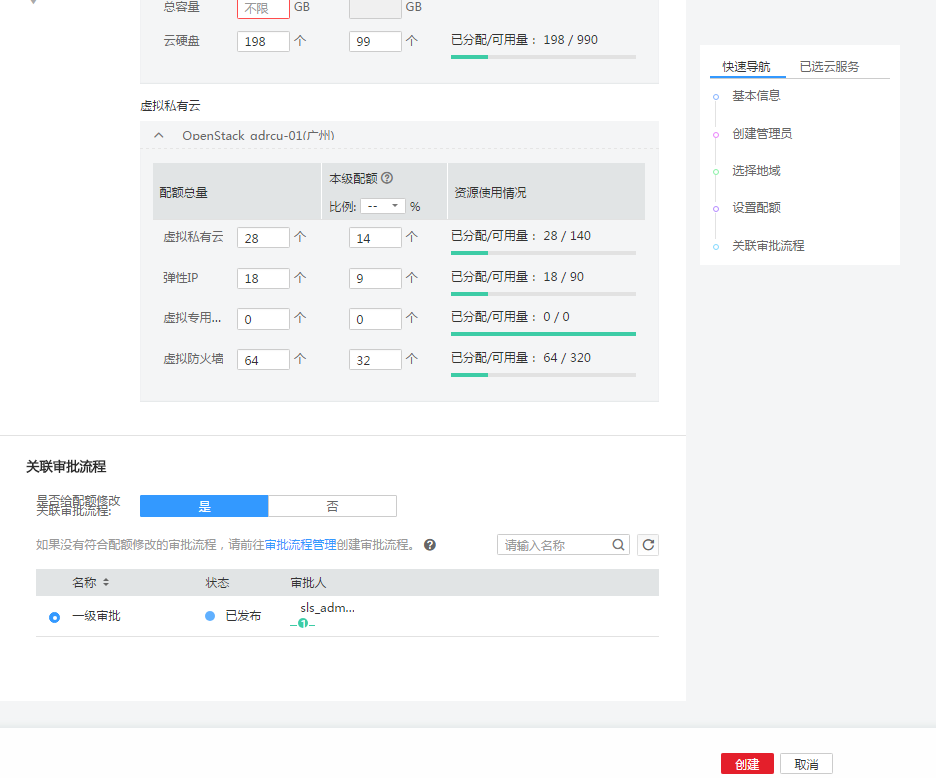 总容量 不限 GB GB
云硬盘 198 个 99 个 已分配/可用量： 198 / 990
虚拟私有云
OpenStack_gdrcu-01(广州)
配额总量 本级配额 ? 资源使用情况
比例: -- %
虚拟私有云 28 个 14 个 已分配/可用量： 28 / 140
弹性IP 18 个 9 个 已分配/可用量： 18 / 90
虚拟专用... 0 个 0 个 已分配/可用量： 0 / 0
虚拟防火墙 64 个 32 个 已分配/可用量： 64 / 320
关联审批流程
是否给配额修改
关联审批流程: 是 否
如果没有符合配额修改的审批流程，请前往审批流程管理创建审批流程。 ? 请输入名称
名称 状态 审批人
一级审批 已发布 sls_adm...
1
快速导航 已选云服务
基本信息
创建管理员
选择地域
设置配额
关联审批流程
创建 取消